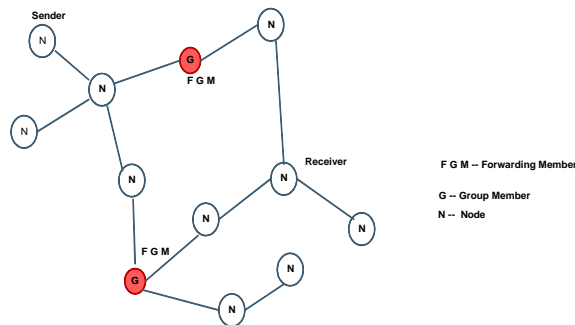 Sender
N
N
G
F G M
N
N
N
Receiver
N
N
N
F G M
G
N
N
F G M -- Forwarding Member
G -- Group Member
N -- Node